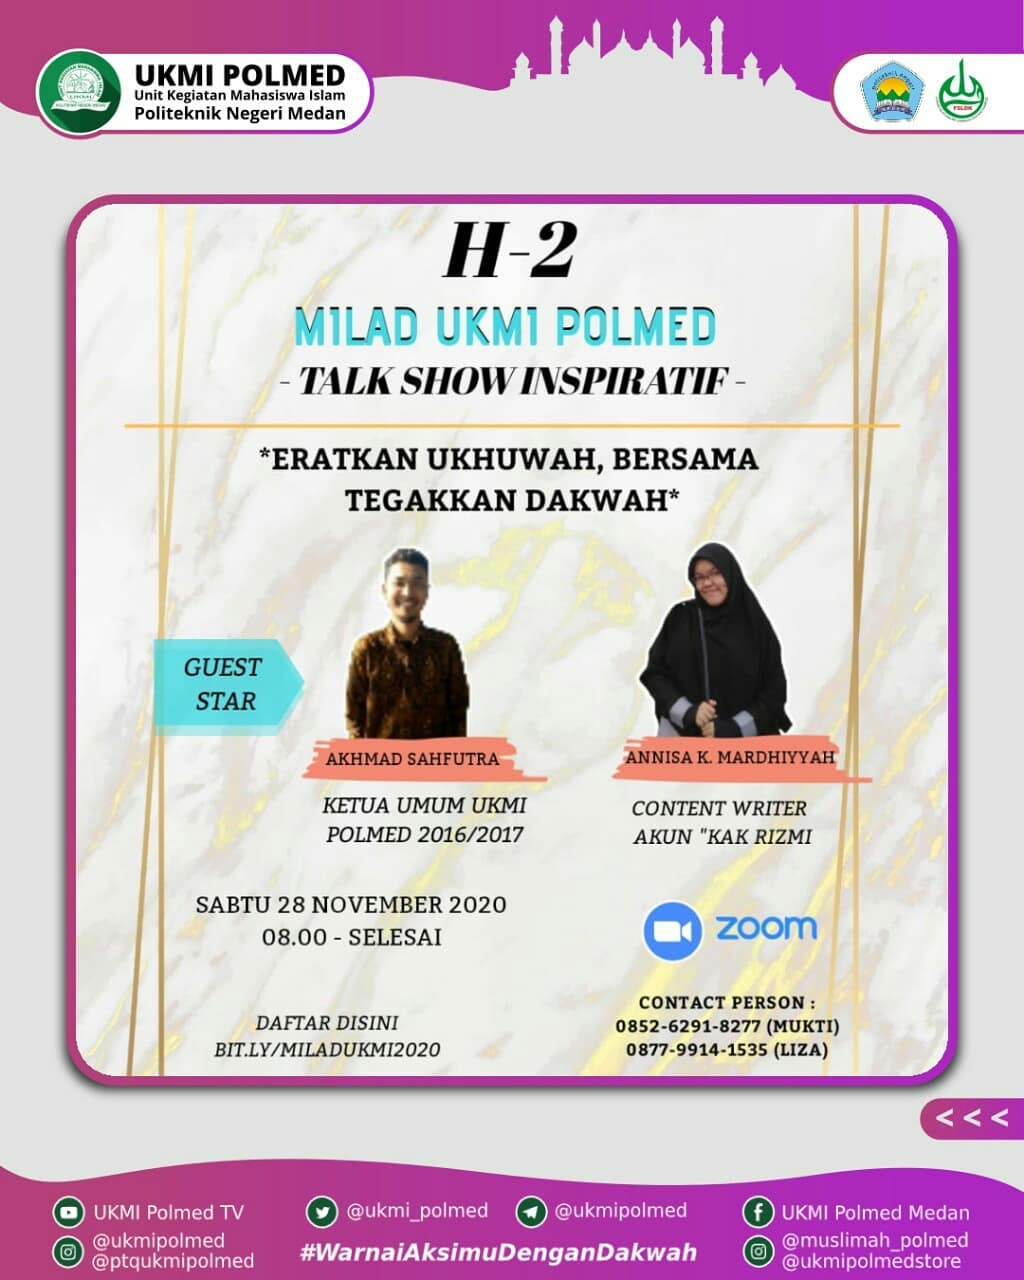 UKMI POLMED
Unit Kegiatan Mahasiswa Islam
Politeknik Negeri Medan
FSLDK
H-2
MILAD UKMI POLMED
- TALK SHOW INSPIRATIF -
*ERATKAN UKHUWAH, BERSAMA
TEGAKKAN DAKWAH*
GUEST
STAR
AKHMAD SAHFUTRA
KETUA UMUM UKMI
POLMED 2016/2017
ANNISA K. MARDHIYYAH
CONTENT WRITER
AKUN "KAK RIZMI
SABTU 28 NOVEMBER 2020
08.00 - SELESAI
zoom
DAFTAR DISINI
BIT.LY/MILADUKMI2020
CONTACT PERSON :
0852-6291-8277 (MUKTI)
0877-9914-1535 (LIZA)
< < <
UKMI Polmed TV
@ukmi_polmed
@ukmipolmed
UKMI Polmed Medan
@ukmipolmed
@ptqukmipolmed
#WarnaiAksimuDenganDakwah
@muslimah_polmed
@ukmipolmedstore